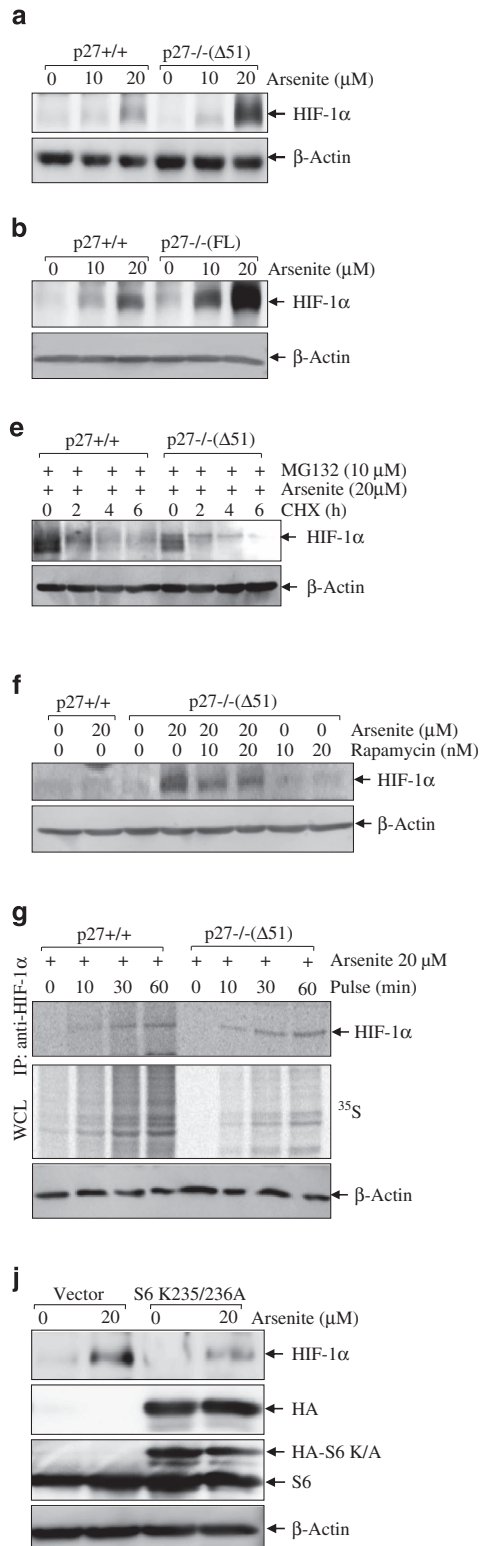 a
p27+/+ p27-/-(Δ51)
0 10 20 0 10 20 Arsenite (μM)
HIF-1α
β-Actin
b
p27+/+ p27-/-(FL)
0 10 20 0 10 20 Arsenite (μM)
HIF-1α
β-Actin
e
p27+/+ p27-/-(Δ51)
+ + + + + + + + MG132 (10 μM)
+ + + + + + + + Arsenite (20μM)
0 2 4 6 0 2 4 6 CHX (h)
HIF-1α
β-Actin
f
p27+/+ p27-/-(Δ51)
0 20 0 20 20 20 0 0 Arsenite (μM)
0 0 0 0 10 20 10 20 Rapamycin (nM)
HIF-1α
β-Actin
g
p27+/+ p27-/-(Δ51)
+ + + + + + + + Arsenite 20 μM
0 10 30 60 0 10 30 60 Pulse (min)
IP: anti-HIF-1α
HIF-1α
WCL
35S
β-Actin
j
Vector S6 K235/236A
0 20 0 20 Arsenite (μM)
HIF-1α
HA
HA-S6 K/A
S6
β-Actin